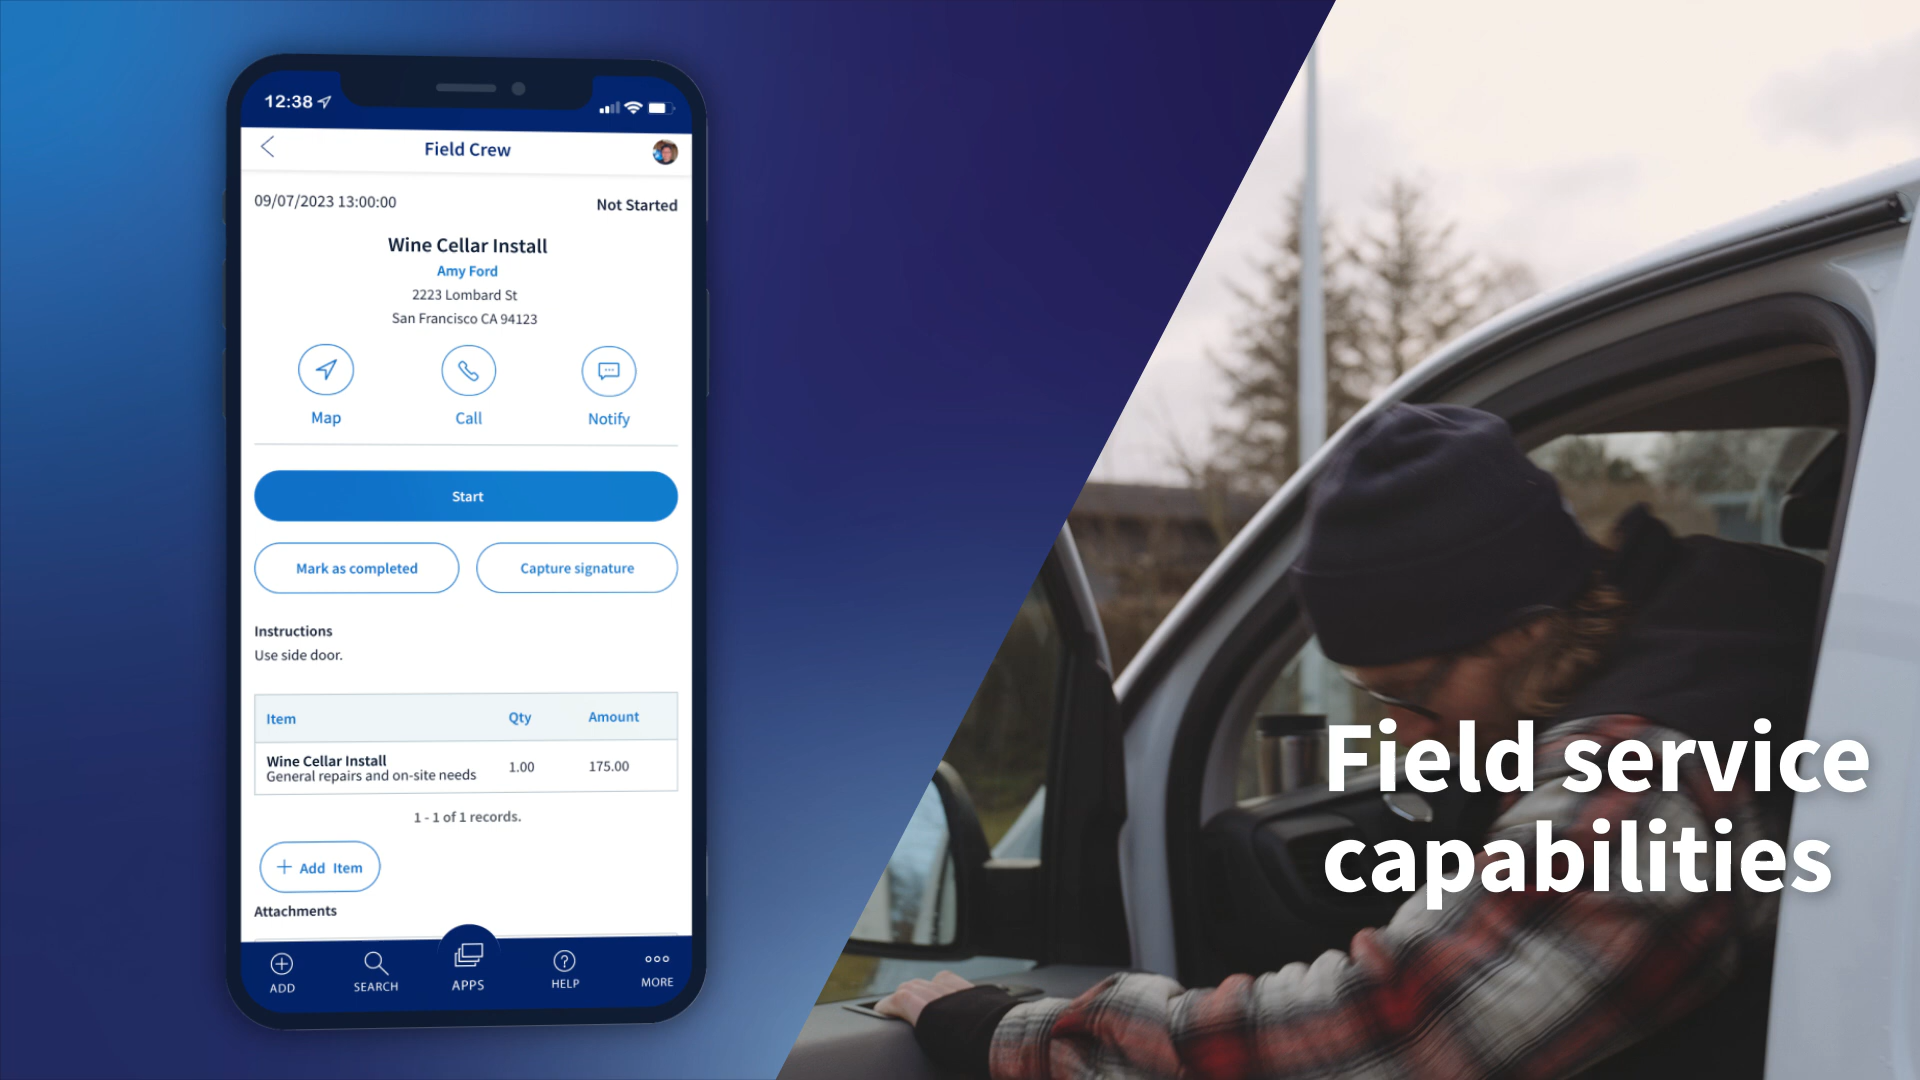 12:38
Field Crew
09/07/2023 13:00:00
Not Started
Wine Cellar Install
Amy Ford
2223 Lombard St
San Francisco CA 94123
Map
Call
Notify
Start
Mark as completed
Capture signature
Instructions
Use side door.
Item Qty Amount
Wine Cellar Install
General repairs and on-site needs
1.00 175.00
1 - 1 of 1 records.
+ Add Item
Attachments
ADD
SEARCH
APPS
HELP
MORE
Field service
capabilities